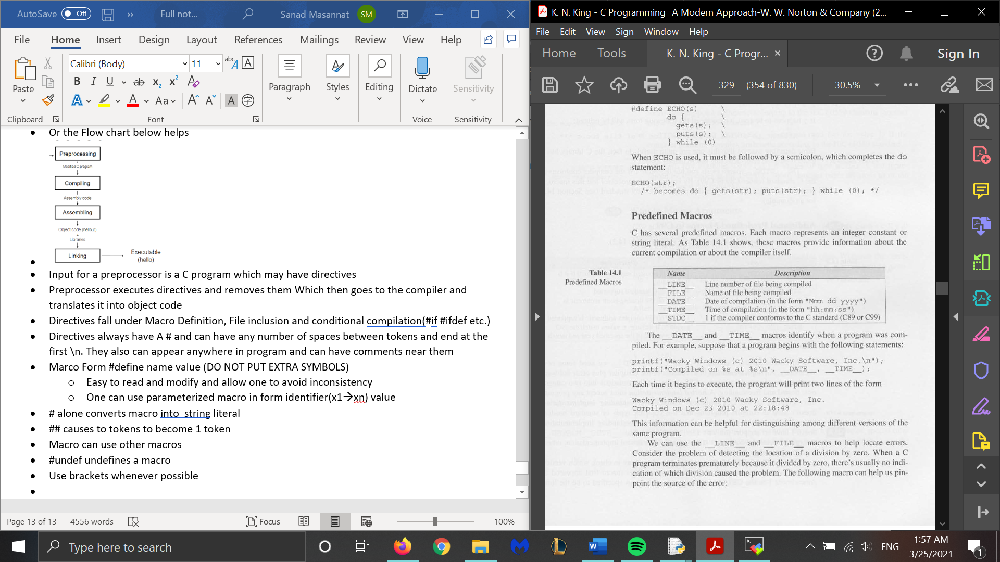 AutoSave Off » Full not... Sanad Masannat SM
File Home Insert Design Layout References Mailings Review View Help
Calibri (Body) 11
Paste
B I U ab x2 x2 A
A A Aa A A A 字
Paragraph Styles Editing Dictate Sensitivity
Clipboard Font Voice Sensitivity
Or the Flow chart below helps
Preprocessing
Modified C program
Compiling
Assembly code
Assembling
Object code (hello.o)
+
Libraries
Linking
Executable
(hello)
Input for a preprocessor is a C program which may have directives
Preprocessor executes directives and removes them Which then goes to the compiler and
translates it into object code
Directives fall under Macro Definition, File inclusion and conditional compilation(#if #ifdef etc.)
Directives always have A # and can have any number of spaces between tokens and end at the
first \n. They also can appear anywhere in program and can have comments near them
Marco Form #define name value (DO NOT PUT EXTRA SYMBOLS)
Easy to read and modify and allow one to avoid inconsistency
One can use parameterized macro in form identifier(x1→xn) value
# alone converts macro into string literal
## causes to tokens to become 1 token
Macro can use other macros
#undef undefines a macro
Use brackets whenever possible
Page 13 of 13 4556 words Focus 100%
K. N. King - C Programming_ A Modern Approach-W. W. Norton & Company (2...
File Edit View Sign Window Help
Home Tools K. N. King - C Progr... × Sign In
329 (354 of 830) 30.5%
#define ECHO(s) \
do { \
gets(s); \
puts(s); \
} while (0)
When ECHO is used, it must be followed by a semicolon, which completes the do
statement:
ECHO(str);
/* becomes do { gets(str); puts(str); } while (0); */
Predefined Macros
C has several predefined macros. Each macro represents an integer constant or
string literal. As Table 14.1 shows, these macros provide information about the
current compilation or about the compiler itself.
Table 14.1
Predefined Macros
Name Description
__LINE__ Line number of file being compiled
__FILE__ Name of file being compiled
__DATE__ Date of compilation (in the form "Mmm dd yyyy")
__TIME__ Time of compilation (in the form "hh:mm:ss")
__STDC__ 1 if the compiler conforms to the C standard (C89 or C99)
The __DATE__ and __TIME__ macros identify when a program was com-
piled. For example, suppose that a program begins with the following statements:
printf("Wacky Windows (c) 2010 Wacky Software, Inc.\n");
printf("Compiled on %s at %s\n", __DATE__, __TIME__);
Each time it begins to execute, the program will print two lines of the form
Wacky Windows (c) 2010 Wacky Software, Inc.
Compiled on Dec 23 2010 at 22:18:48
This information can be helpful for distinguishing among different versions of the
same program.
We can use the __LINE__ and __FILE__ macros to help locate errors.
Consider the problem of detecting the location of a division by zero. When a C
program terminates prematurely because it divided by zero, there's usually no indi-
cation of which division caused the problem. The following macro can help us pin-
point the source of the error:
Type here to search
ENG
1:57 AM
3/25/2021
1